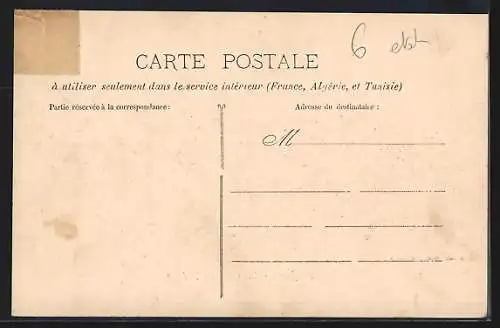 6
CARTE POSTALE
à utiliser seulement dans le service intérieur (France, Algérie, et Tunisie)
Partie réservée à la correspondance :
Adresse du destinataire :
M